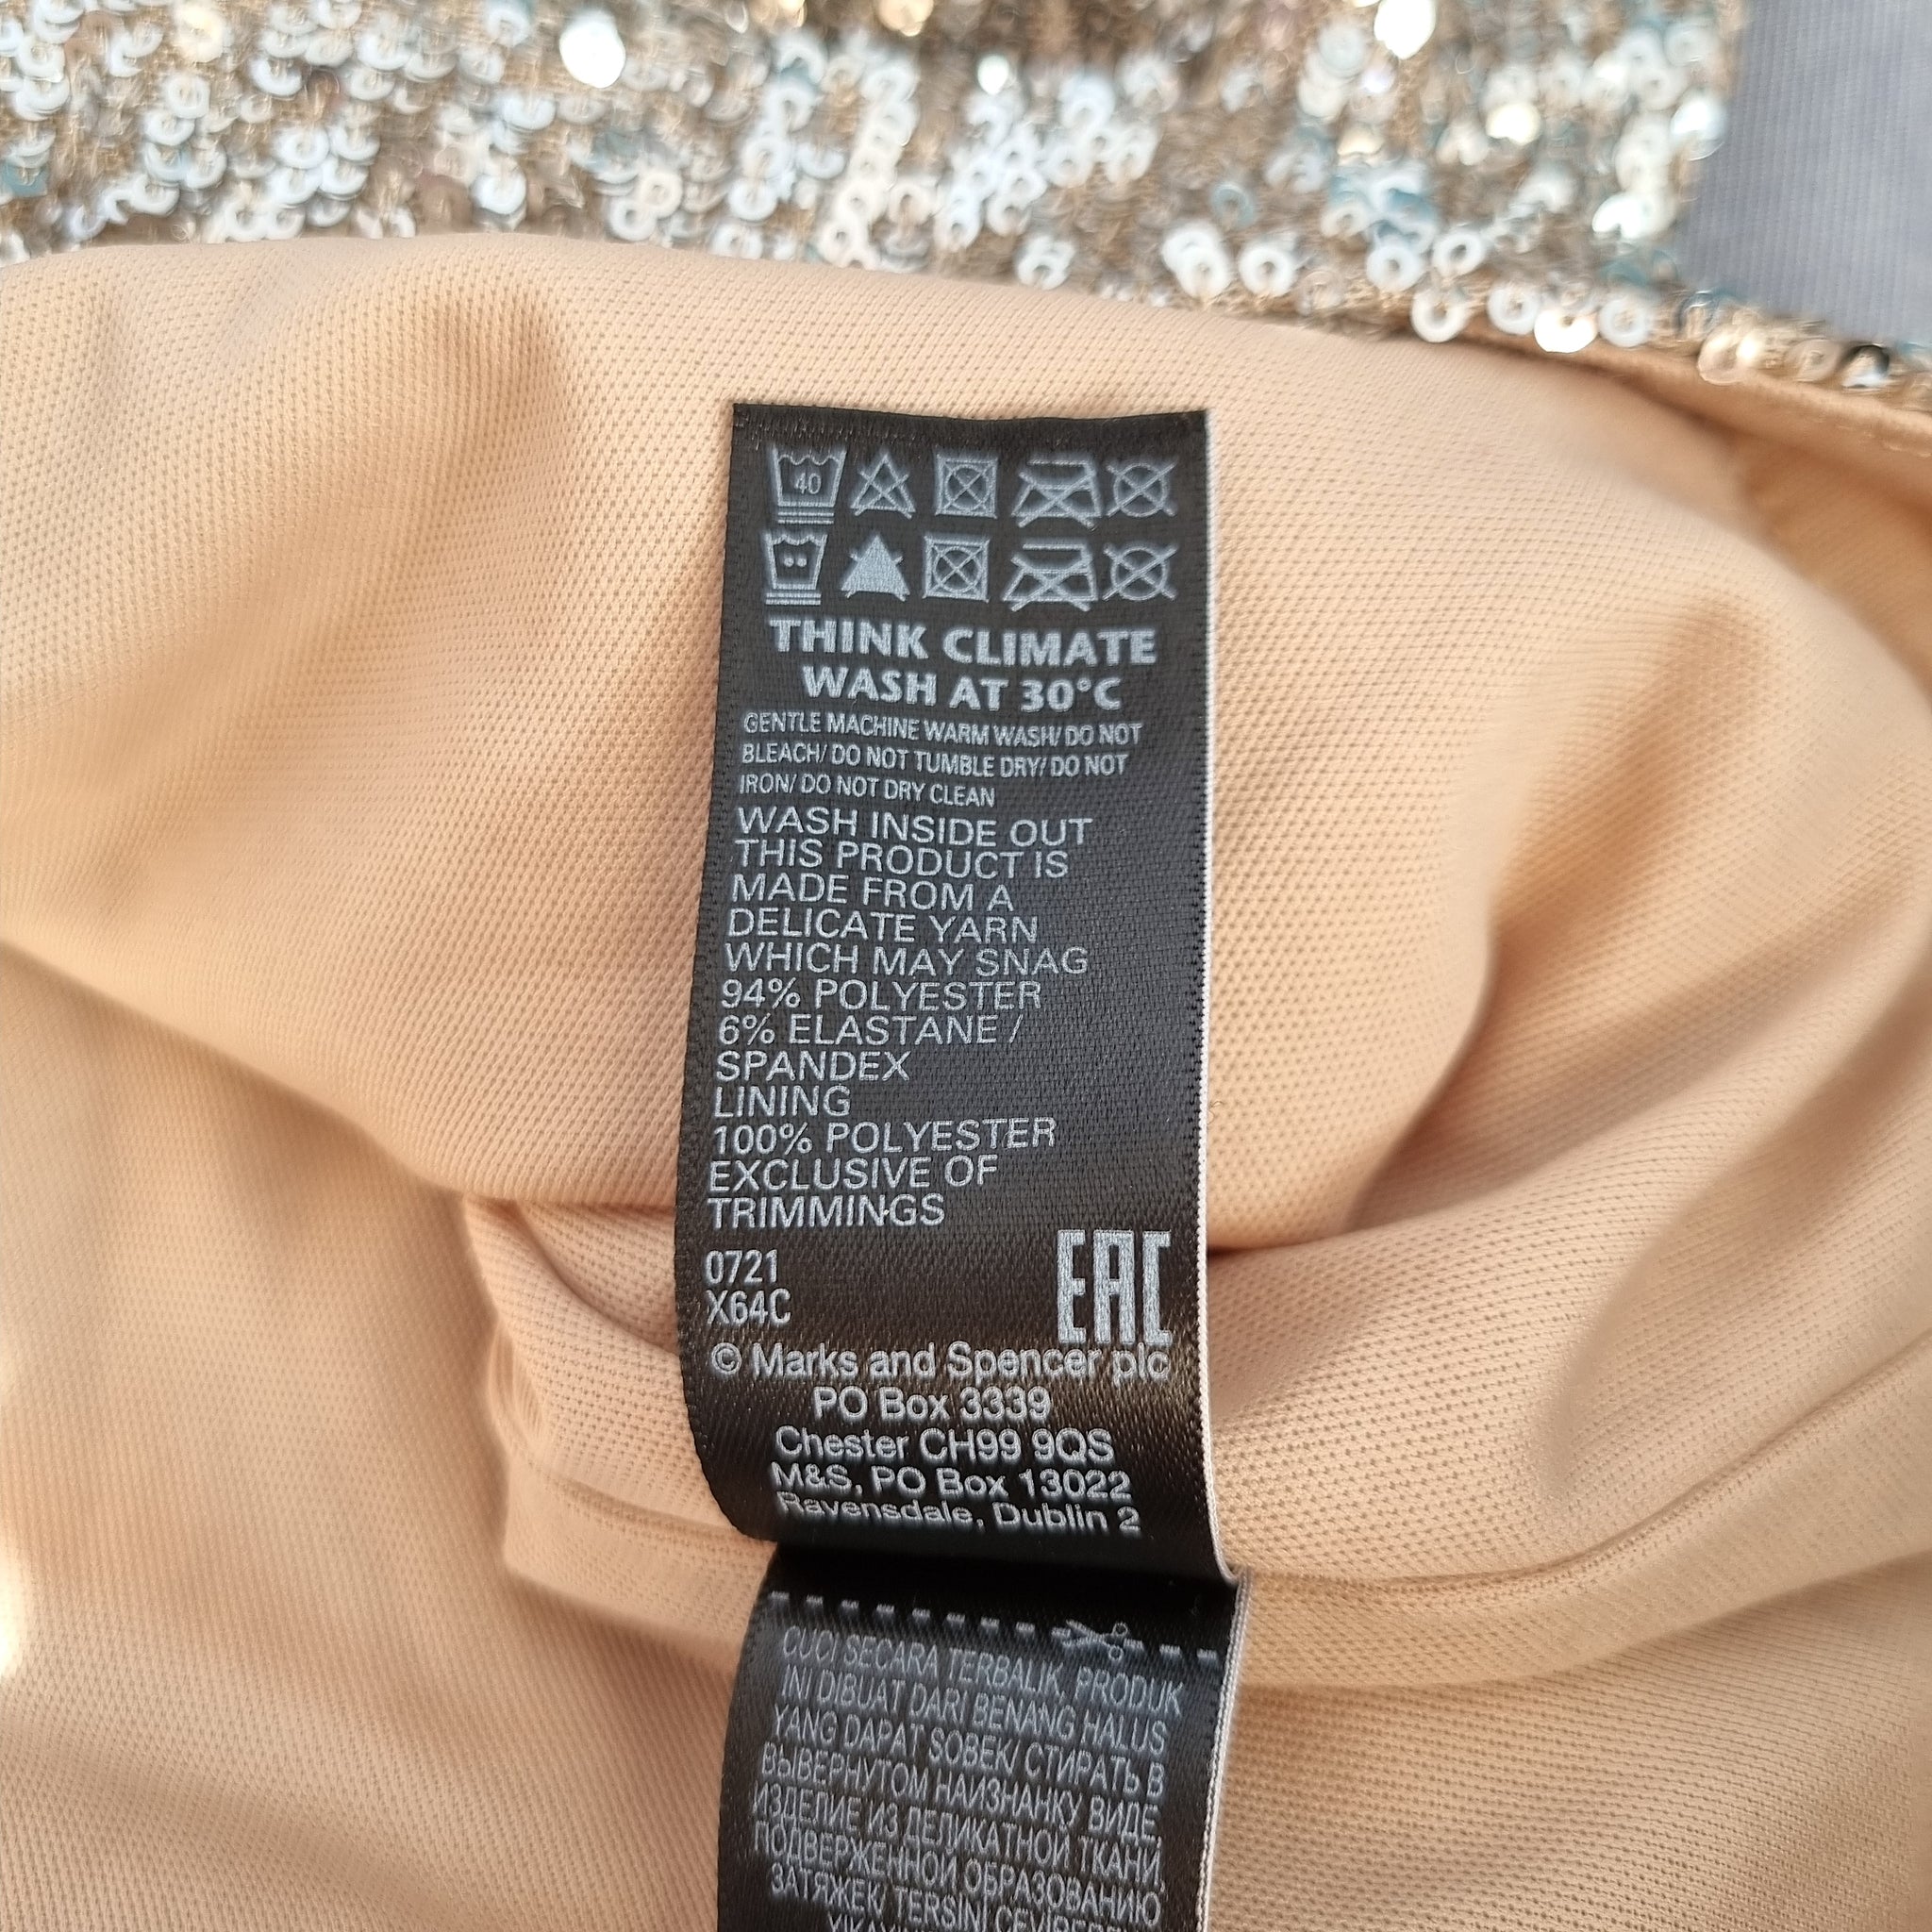 40
THINK CLIMATE
WASH AT 30°C
GENTLE MACHINE WARM WASH/ DO NOT
BLEACH/ DO NOT TUMBLE DRY/ DO NOT
IRON/ DO NOT DRY CLEAN
WASH INSIDE OUT
THIS PRODUCT IS
MADE FROM A
DELICATE YARN
WHICH MAY SNAG
94% POLYESTER
6% ELASTANE /
SPANDEX
LINING
100% POLYESTER
EXCLUSIVE OF
TRIMMINGS
0721
X64C
EAC
© Marks and Spencer plc
PO Box 3339
Chester CH99 9QS
M&S, PO Box 13022
Ravensdale, Dublin 2
CUCI SECARA TERBALIK. PRODUK
INI DIBUAT DARI BENANG HALUS
YANG DAPAT SOBEK/ СТИРАТЬ В
ВЫВЕРНУТОМ НАИЗНАНКУ ВИДЕ
ИЗДЕЛИЕ ИЗ ДЕЛИКАТНОЙ ТКАНИ,
ПОДВЕРЖЕННОЙ ОБРАЗОВАНИЮ
ЗАТЯЖЕК/ TERSİNİ